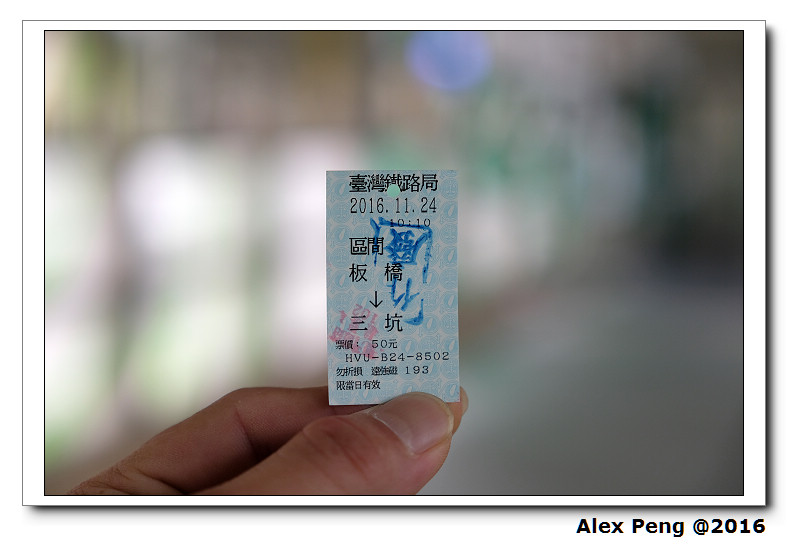 臺灣鐵路局
2016.11.24
10:10
區間
板橋
↓
三坑
票價: 50元
HVU-B24-8502
勿折損 遠強磁 193
限當日有效
Alex Peng @2016